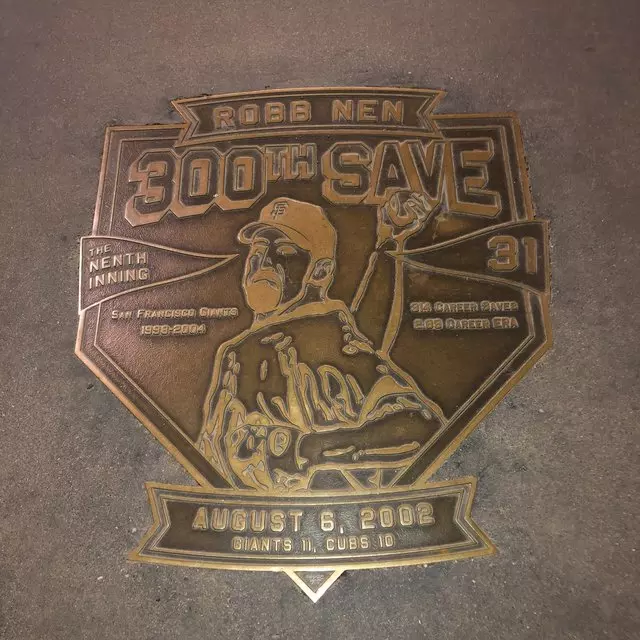 ROBB NEN
300TH SAVE
THE
NENTH
INNING
31
SAN FRANCISCO GIANTS
1998-2004
314 CAREER SAVES
2.98 CAREER ERA
AUGUST 6, 2002
GIANTS 11, CUBS 10